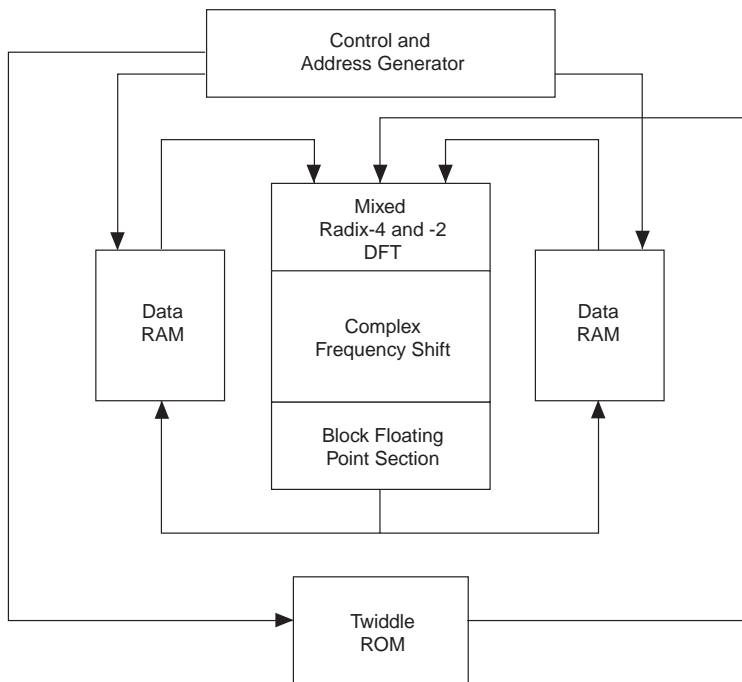 Control and
Address Generator
Mixed
Radix-4 and -2
DFT
Data
RAM
Complex
Frequency Shift
Data
RAM
Block Floating
Point Section
Twiddle
ROM